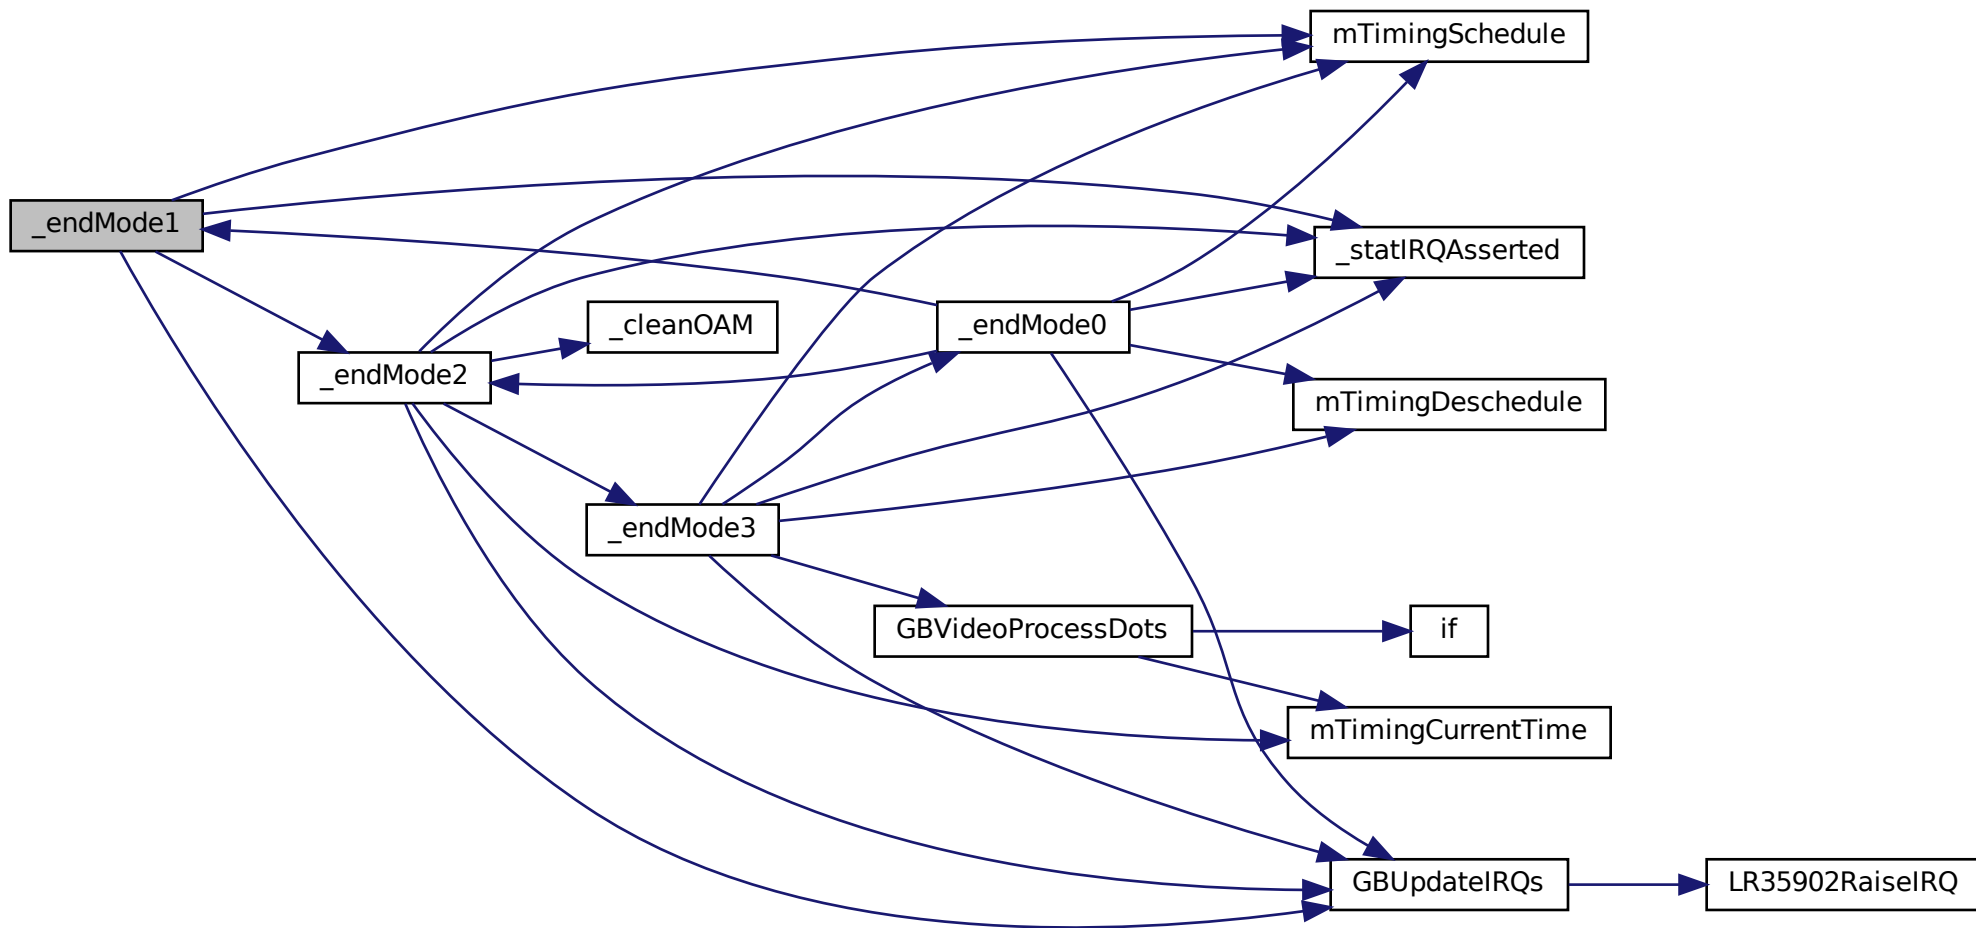 mTimingSchedule
_endMode1
_statIRQAsserted
_cleanOAM
_endMode0
_endMode2
mTimingDeschedule
_endMode3
GBVideoProcessDots
if
mTimingCurrentTime
GBUpdateIRQs
LR35902RaiseIRQ